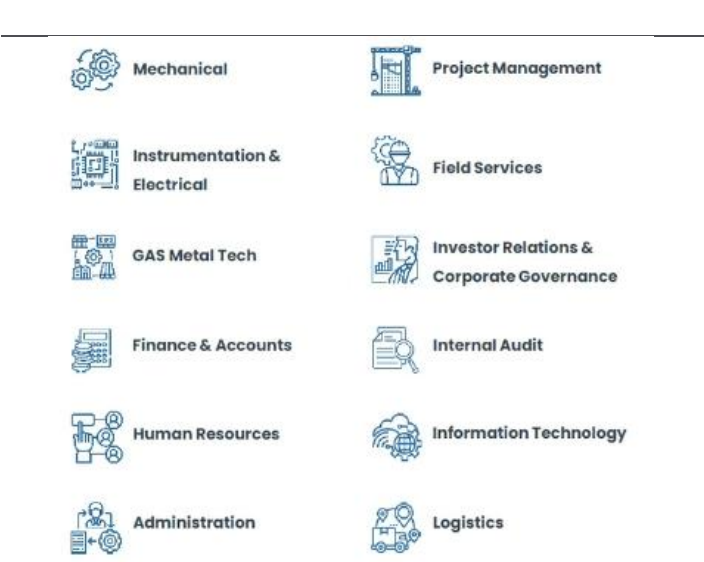 Mechanical
Project Management
Instrumentation &
Electrical
Field Services
GAS Metal Tech
Investor Relations &
Corporate Governance
Finance & Accounts
Internal Audit
Human Resources
Information Technology
Administration
Logistics